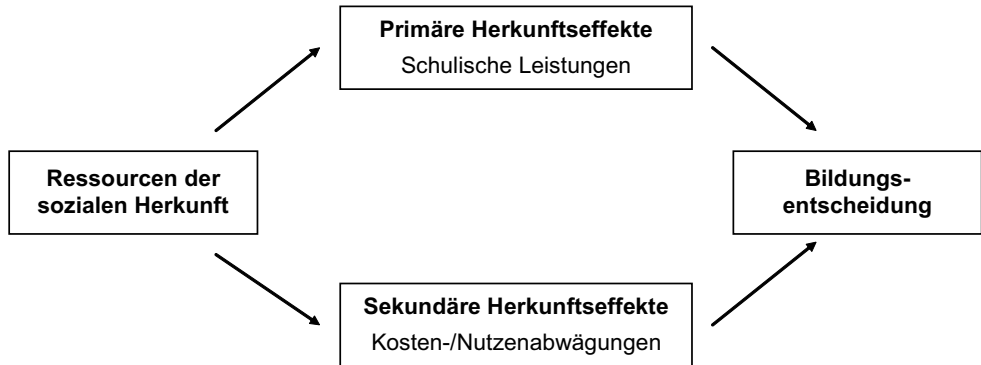 Primäre Herkunftseffekte
Schulische Leistungen
Ressourcen der
sozialen Herkunft
Bildungs-
entscheidung
Sekundäre Herkunftseffekte
Kosten-/Nutzenabwägungen